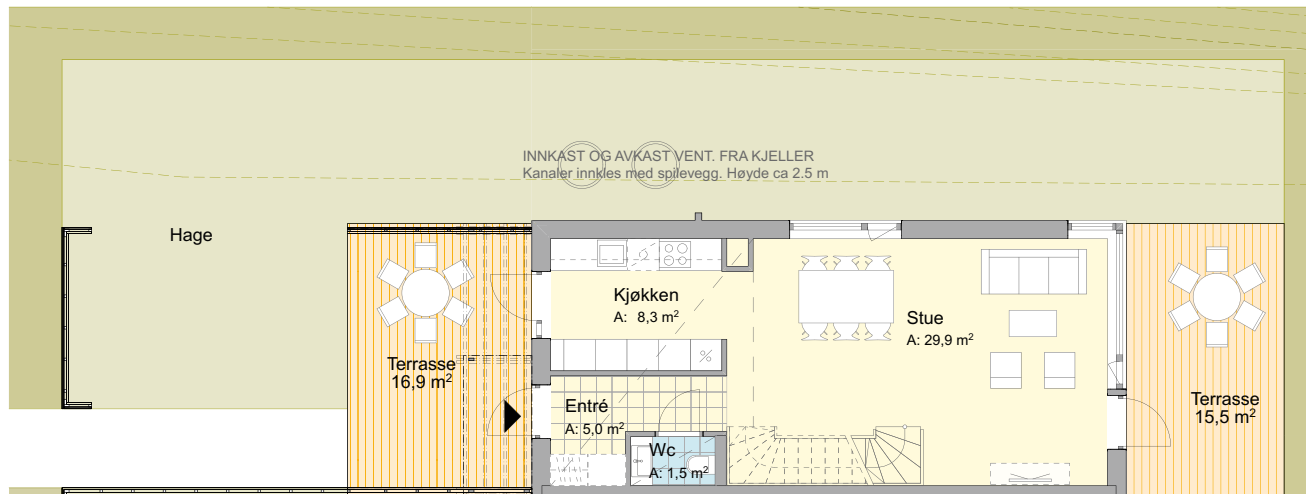 INNKAST OG AVKAST VENT. FRA KJELLER
Kanaler innkles med spilevegg. Høyde ca 2.5 m
Hage
Kjøkken
A: 8,3 m²
Stue
A: 29,9 m²
Terrasse
16,9 m²
Terrasse
15,5 m²
Entré
A: 5,0 m²
Wc
A: 1,5 m²